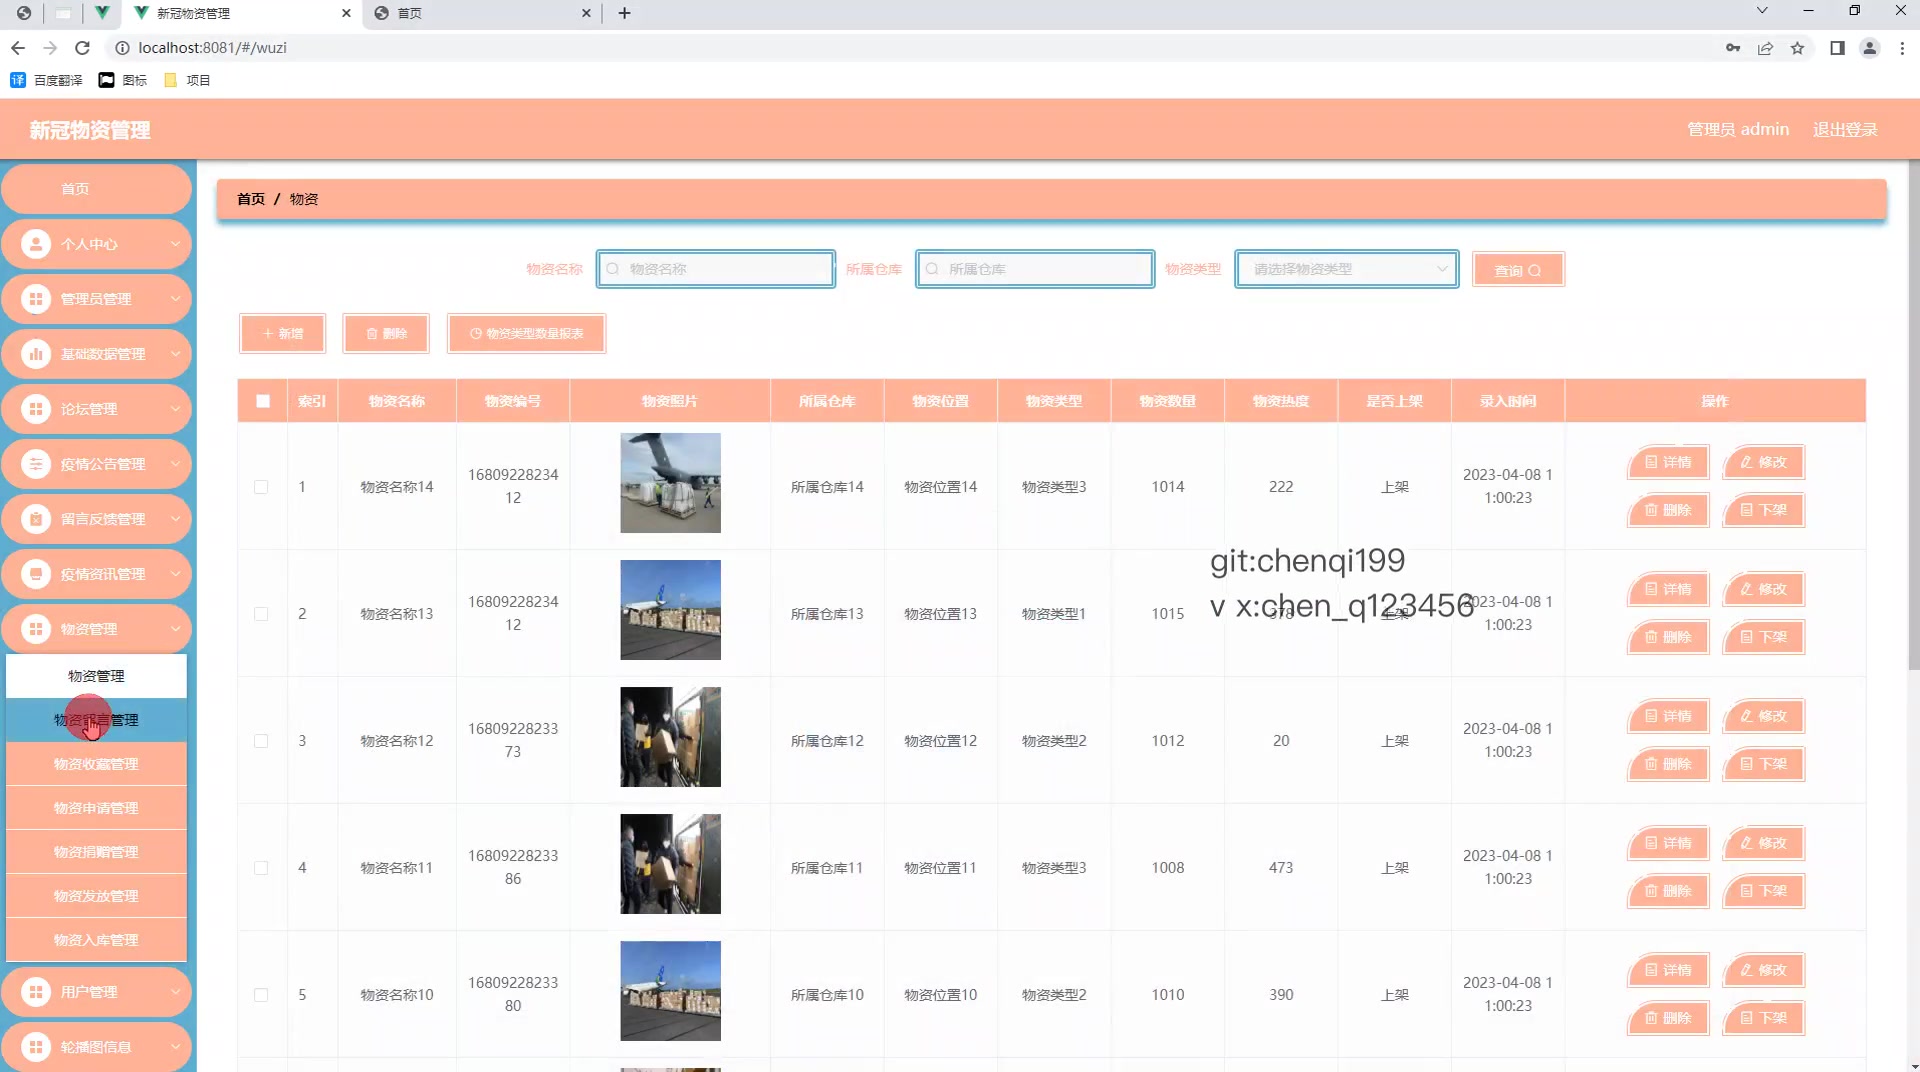 新冠物资管理
首页
localhost:8081/#/wuzi
百度翻译
图标
项目
新冠物资管理
管理员 admin
退出登录
首页
个人中心
管理员管理
基础数据管理
论坛管理
疫情公告管理
留言反馈管理
疫情资讯管理
物资管理
物资管理
物资留言管理
物资收藏管理
物资申请管理
物资捐赠管理
物资发放管理
物资入库管理
用户管理
轮播图信息
首页 / 物资
物资名称 物资名称 所属仓库 所属仓库 物资类型 请选择物资类型 查询
新增 删除 物资类型数量报表
索引 物资名称 物资编号 物资照片 所属仓库 物资位置 物资类型 物资数量 物资热度 是否上架 录入时间 操作
1 物资名称14 16809228234
12 所属仓库14 物资位置14 物资类型3 1014 222 上架 2023-04-08 1
1:00:23 详情 修改
删除 下架
git:chenqi199
v x:chen_q123456
2 物资名称13 16809228234
12 所属仓库13 物资位置13 物资类型1 1015 378 上架 2023-04-08 1
1:00:23 详情 修改
删除 下架
3 物资名称12 16809228233
73 所属仓库12 物资位置12 物资类型2 1012 20 上架 2023-04-08 1
1:00:23 详情 修改
删除 下架
4 物资名称11 16809228233
86 所属仓库11 物资位置11 物资类型3 1008 473 上架 2023-04-08 1
1:00:23 详情 修改
删除 下架
5 物资名称10 16809228233
80 所属仓库10 物资位置10 物资类型2 1010 390 上架 2023-04-08 1
1:00:23 详情 修改
删除 下架